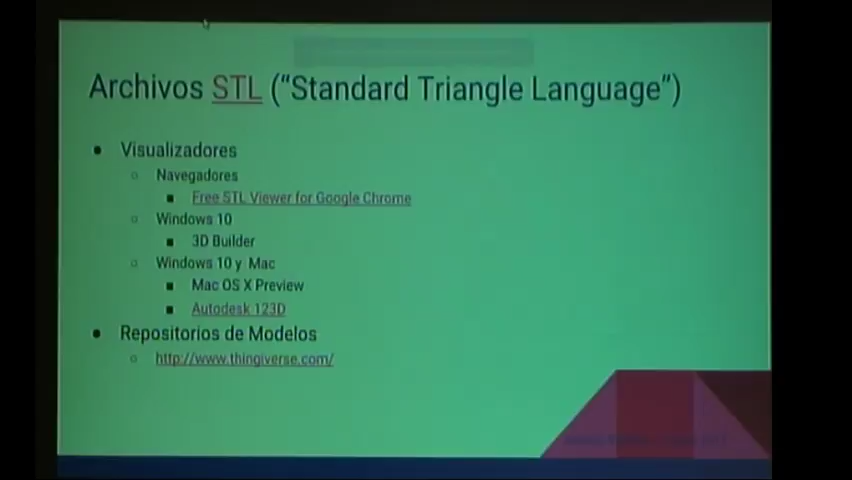 Archivos STL (“Standard Triangle Language”)
● Visualizadores
○ Navegadores
■ Free STL Viewer for Google Chrome
○ Windows 10
■ 3D Builder
○ Windows 10 y Mac
■ Mac OS X Preview
■ Autodesk 123D
● Repositorios de Modelos
○ http://www.thingiverse.com/